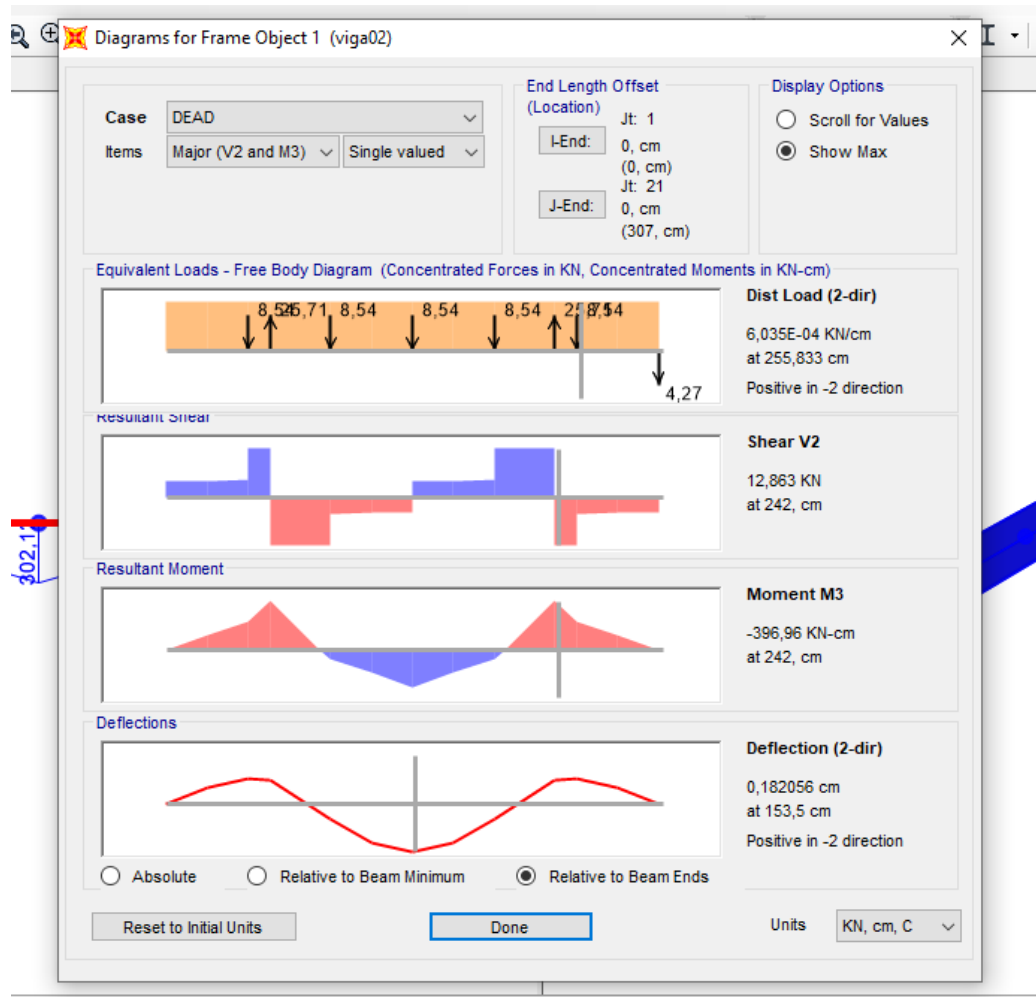 Diagrams for Frame Object 1 (viga02)
Case
DEAD
Items
Major (V2 and M3)
Single valued
End Length Offset
(Location)
I-End:
Jt: 1
0, cm
(0, cm)
J-End:
Jt: 21
0, cm
(307, cm)
Display Options
Scroll for Values
Show Max
Equivalent Loads - Free Body Diagram (Concentrated Forces in KN, Concentrated Moments in KN-cm)
8,54 8,54 8,54 8,54
4,27
Dist Load (2-dir)
6,035E-04 KN/cm
at 255,833 cm
Positive in -2 direction
Resultant Shear
Shear V2
12,863 KN
at 242, cm
Resultant Moment
Moment M3
-396,96 KN-cm
at 242, cm
Deflections
Deflection (2-dir)
0,182056 cm
at 153,5 cm
Positive in -2 direction
Absolute
Relative to Beam Minimum
Relative to Beam Ends
Reset to Initial Units
Done
Units
KN, cm, C